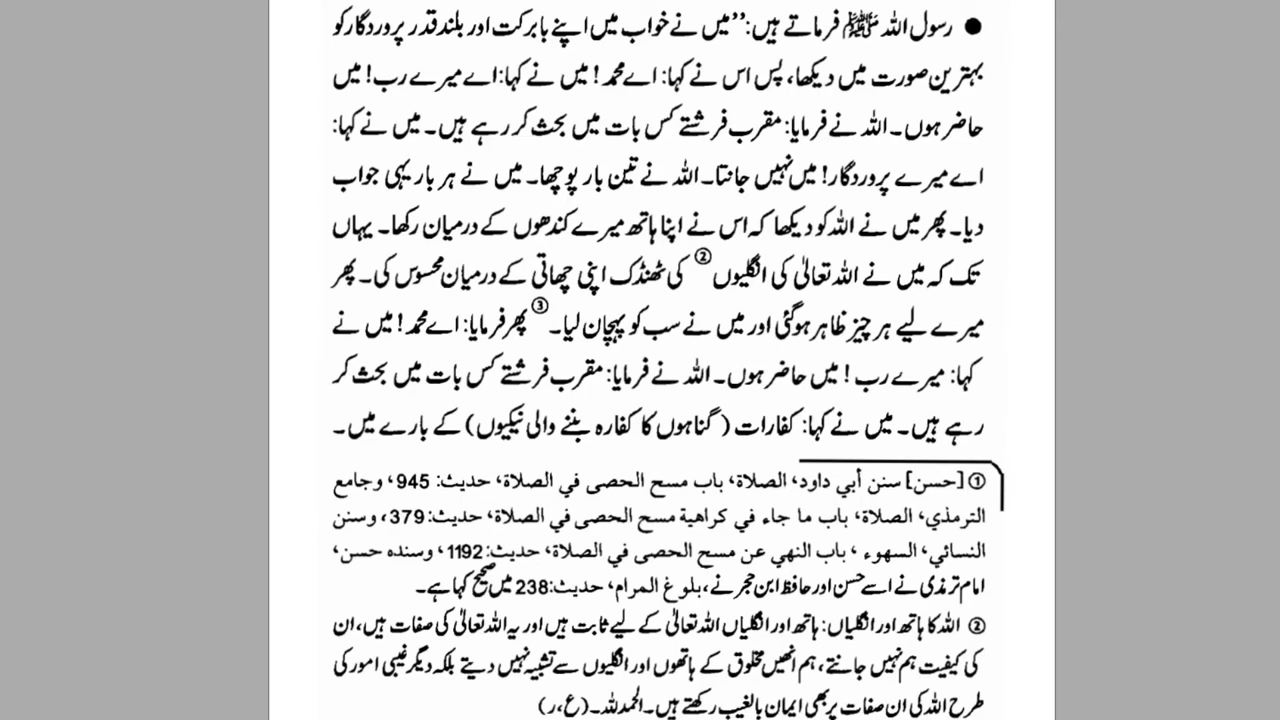 ● رسول اللہ ﷺ فرماتے ہیں: ”میں نے خواب میں اپنے بابرکت اور بلند قدر پروردگار کو
بہترین صورت میں دیکھا، پس اس نے کہا: اے محمد! میں نے کہا: اے میرے رب! میں
حاضر ہوں۔ اللہ نے فرمایا: مقرب فرشتے کس بات میں بحث کر رہے ہیں۔ میں نے کہا:
اے میرے پروردگار! میں نہیں جانتا۔ اللہ نے تین بار پوچھا۔ میں نے ہر بار یہی جواب
دیا۔ پھر میں نے اللہ کو دیکھا کہ اس نے اپنا ہاتھ میرے کندھوں کے درمیان رکھا۔ یہاں
تک کہ میں نے اللہ تعالیٰ کی انگلیوں② کی ٹھنڈک اپنی چھاتی کے درمیان محسوس کی۔ پھر
میرے لیے ہر چیز ظاہر ہوگئی اور میں نے سب کو پہچان لیا۔③ پھر فرمایا: اے محمد! میں نے
کہا: میرے رب! میں حاضر ہوں۔ اللہ نے فرمایا: مقرب فرشتے کس بات میں بحث کر
رہے ہیں۔ میں نے کہا: کفارات (گناہوں کا کفارہ بننے والی نیکیوں) کے بارے میں۔
① [حسن] سنن أبي داود، الصلاة، باب مسح الحصى في الصلاة، حديث: 945، وجامع
الترمذي، الصلاة، باب ما جاء في كراهية مسح الحصى في الصلاة، حديث: 379، وسنن
النسائي، السهوء، باب النهي عن مسح الحصى في الصلاة، حديث: 1192، وسنده حسن،
امام ترمذی نے اسے حسن اور حافظ ابن حجر نے، بلوغ المرام، حدیث: 238 میں صحیح کہا ہے۔
② اللہ کا ہاتھ اور انگلیاں: ہاتھ اور انگلیاں اللہ تعالیٰ کے لیے ثابت ہیں اور یہ اللہ تعالیٰ کی صفات ہیں، ان
کی کیفیت ہم نہیں جانتے، ہم انھیں مخلوق کے ہاتھوں اور انگلیوں سے تشبیہ نہیں دیتے بلکہ دیگر غیبی امور کی
طرح اللہ کی ان صفات پر بھی ایمان بالغیب رکھتے ہیں۔ الحمد للہ۔ (ع،ر)